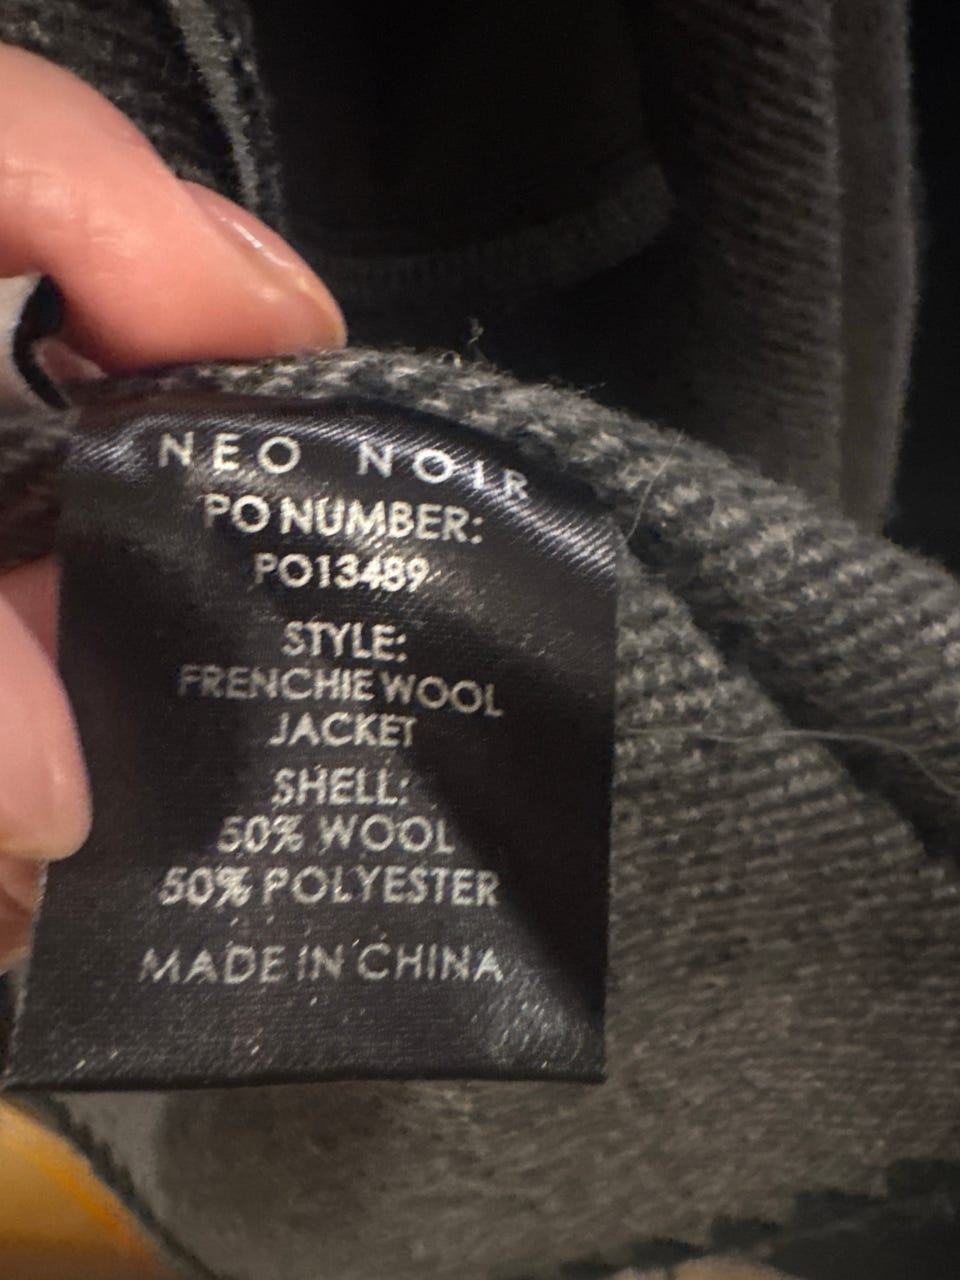 NEO NOIR
PO NUMBER:
PO13489
STYLE:
FRENCHIE WOOL
JACKET
SHELL:
50% WOOL
50% POLYESTER
MADE IN CHINA